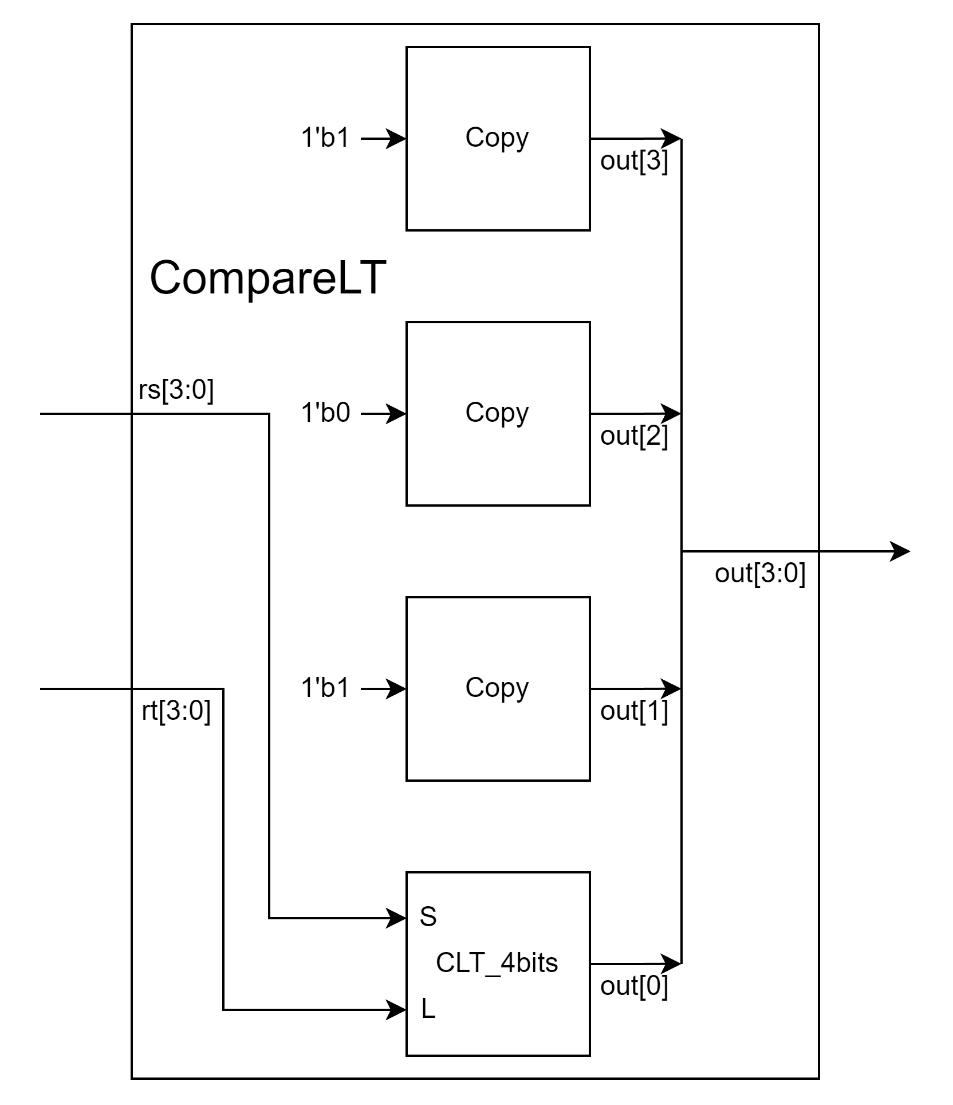 1'b1
Copy
out[3]
CompareLT
rs[3:0]
1'b0
Copy
out[2]
out[3:0]
rt[3:0]
1'b1
Copy
out[1]
S
CLT_4bits
L
out[0]